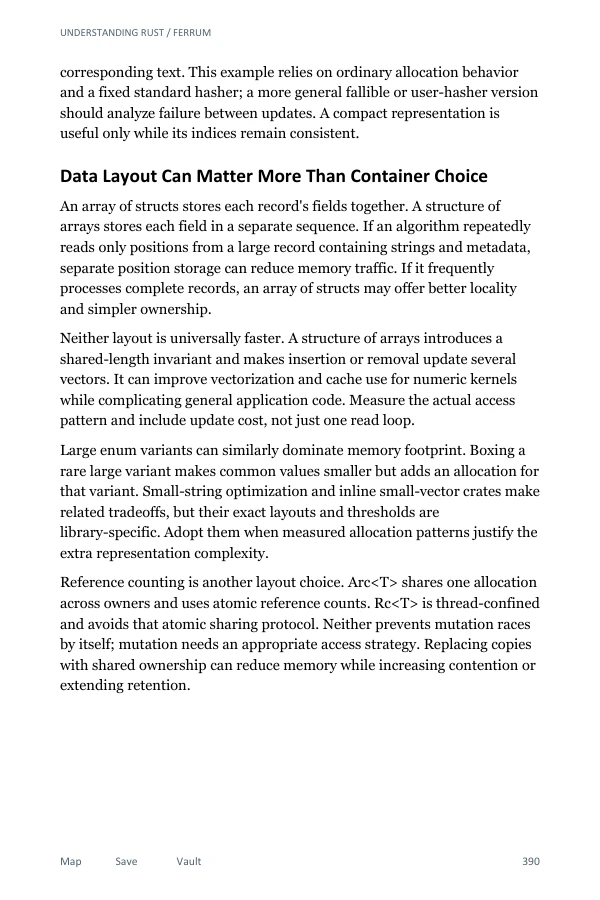 UNDERSTANDING RUST / FERRUM
corresponding text. This example relies on ordinary allocation behavior
and a fixed standard hasher; a more general fallible or user-hasher version
should analyze failure between updates. A compact representation is
useful only while its indices remain consistent.
Data Layout Can Matter More Than Container Choice
An array of structs stores each record's fields together. A structure of
arrays stores each field in a separate sequence. If an algorithm repeatedly
reads only positions from a large record containing strings and metadata,
separate position storage can reduce memory traffic. If it frequently
processes complete records, an array of structs may offer better locality
and simpler ownership.
Neither layout is universally faster. A structure of arrays introduces a
shared-length invariant and makes insertion or removal update several
vectors. It can improve vectorization and cache use for numeric kernels
while complicating general application code. Measure the actual access
pattern and include update cost, not just one read loop.
Large enum variants can similarly dominate memory footprint. Boxing a
rare large variant makes common values smaller but adds an allocation for
that variant. Small-string optimization and inline small-vector crates make
related tradeoffs, but their exact layouts and thresholds are
library-specific. Adopt them when measured allocation patterns justify the
extra representation complexity.
Reference counting is another layout choice. Arc<T> shares one allocation
across owners and uses atomic reference counts. Rc<T> is thread-confined
and avoids that atomic sharing protocol. Neither prevents mutation races
by itself; mutation needs an appropriate access strategy. Replacing copies
with shared ownership can reduce memory while increasing contention or
extending retention.
Map Save Vault 390